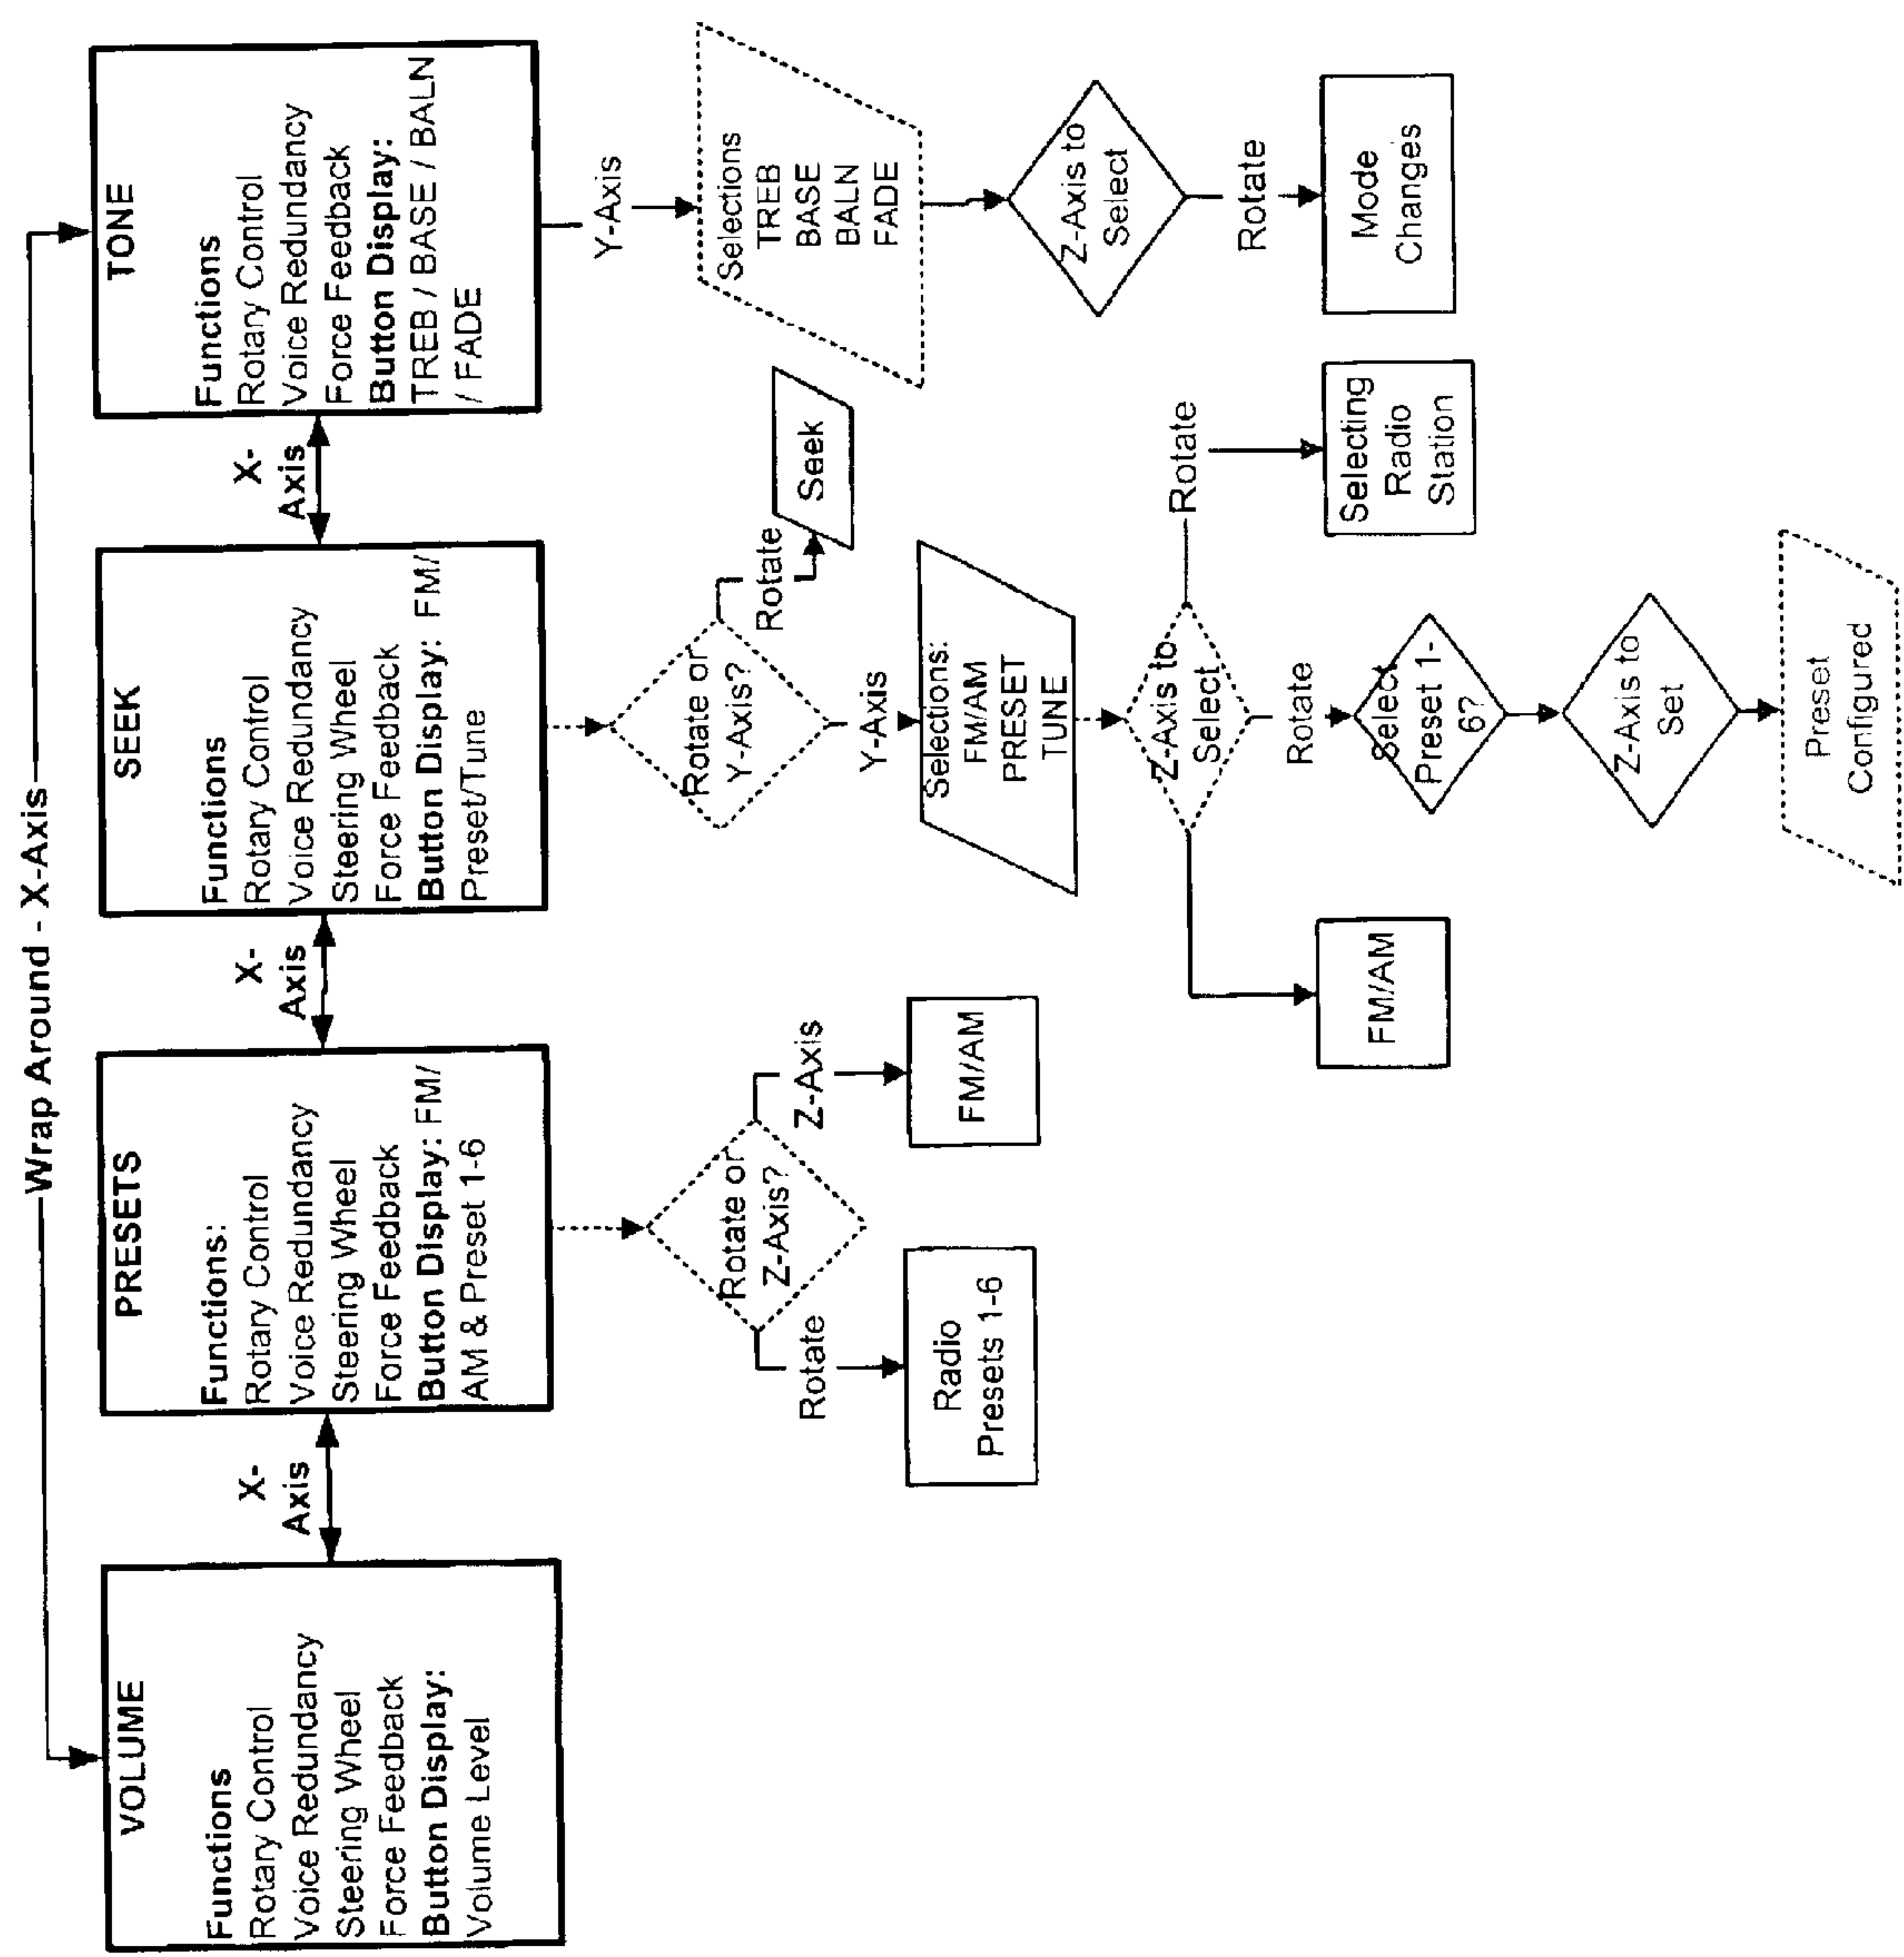 Wrap Around - X-Axis
VOLUME
Functions
Rotary Control
Voice Redundancy
Steering Wheel
Force Feedback
Button Display:
Volume Level
X-
Axis
PRESETS
Functions:
Rotary Control
Voice Redundancy
Steering Wheel
Force Feedback
Button Display: FM/
AM & Preset 1-6
Rotate or
Z-Axis?
Rotate
Radio
Presets 1-6
Z-Axis
FM/AM
X-
Axis
SEEK
Functions
Rotary Control
Voice Redundancy
Steering Wheel
Force Feedback
Button Display: FM/
Preset/Tune
Rotate or
Y-Axis?
Rotate
Seek
Y-Axis
Selections:
FM/AM
PRESET
TUNE
Z-Axis to
Select
FM/AM
Rotate
Select
Preset 1-
6?
Z-Axis to
Set
Preset
Configured
Rotate
Selecting
Radio
Station
X-
Axis
TONE
Functions
Rotary Control
Voice Redundancy
Force Feedback
Button Display:
TREB / BASE / BALN
/ FADE
Y-Axis
Selections
TREB
BASE
BALN
FADE
Z-Axis to
Select
Rotate
Mode
Changes